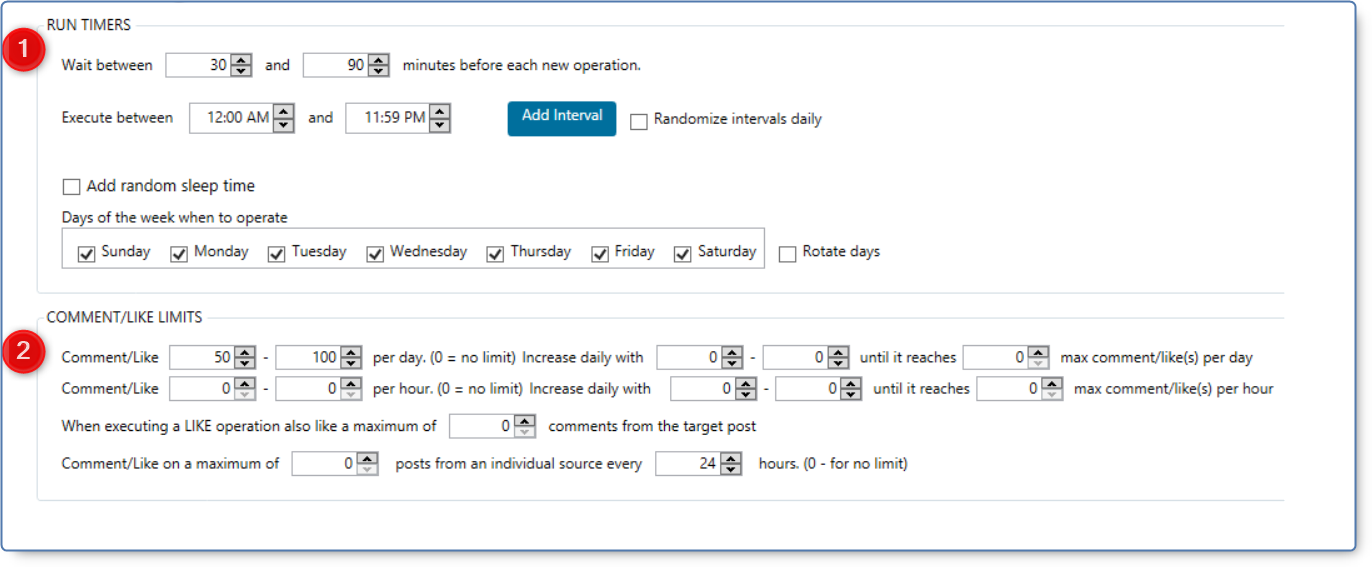 RUN TIMERS
1
Wait between 30 and 90 minutes before each new operation.
Execute between 12:00 AM and 11:59 PM Add Interval Randomize intervals daily
Add random sleep time
Days of the week when to operate
Sunday Monday Tuesday Wednesday Thursday Friday Saturday Rotate days
COMMENT/LIKE LIMITS
2
Comment/Like 50 - 100 per day. (0 = no limit) Increase daily with 0 - 0 until it reaches 0 max comment/like(s) per day
Comment/Like 0 - 0 per hour. (0 = no limit) Increase daily with 0 - 0 until it reaches 0 max comment/like(s) per hour
When executing a LIKE operation also like a maximum of 0 comments from the target post
Comment/Like on a maximum of 0 posts from an individual source every 24 hours. (0 - for no limit)